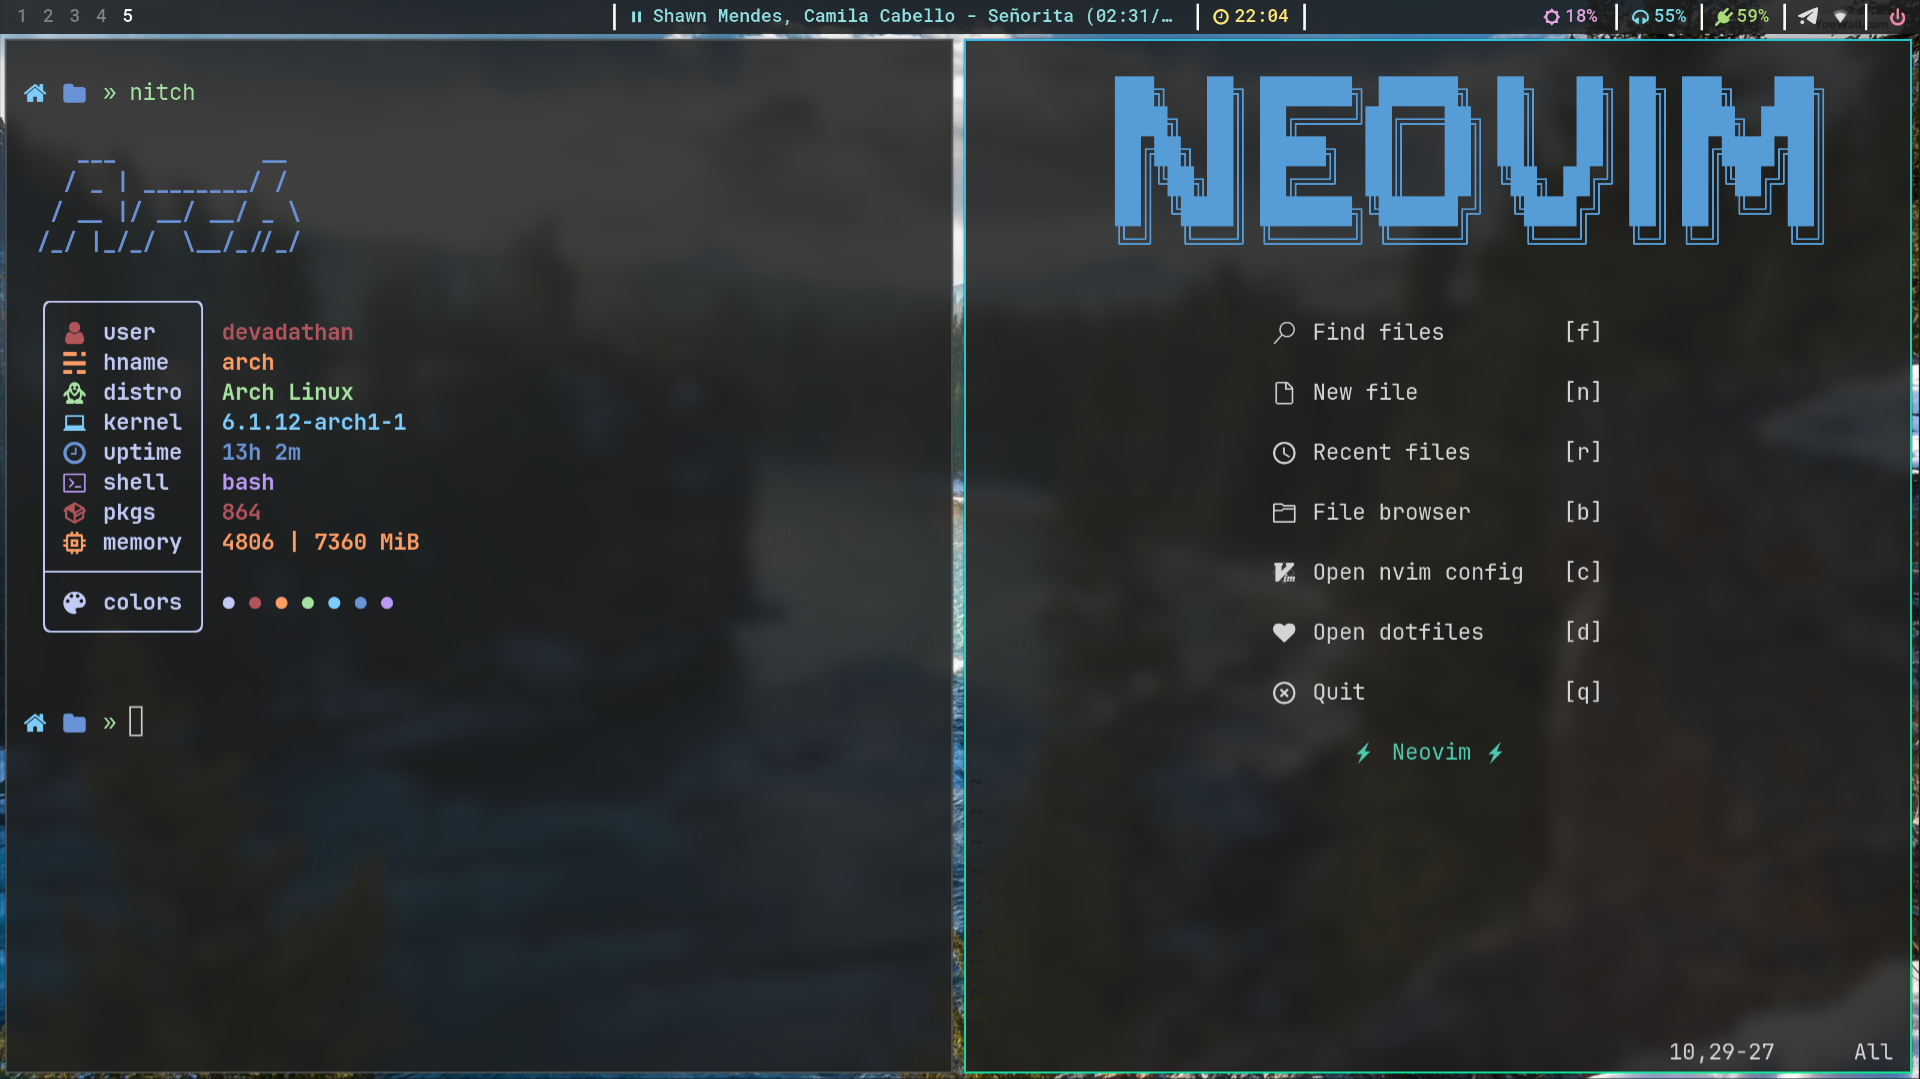 1 2 3 4 5
Shawn Mendes, Camila Cabello - Señorita (02:31/…
22:04
18%
55%
59%
» nitch
Arch
user devadathan
hname arch
distro Arch Linux
kernel 6.1.12-arch1-1
uptime 13h 2m
shell bash
pkgs 864
memory 4806 | 7360 MiB
colors
»
NEOVIM
Find files [f]
New file [n]
Recent files [r]
File browser [b]
Open nvim config [c]
Open dotfiles [d]
Quit [q]
Neovim
10,29-27 All